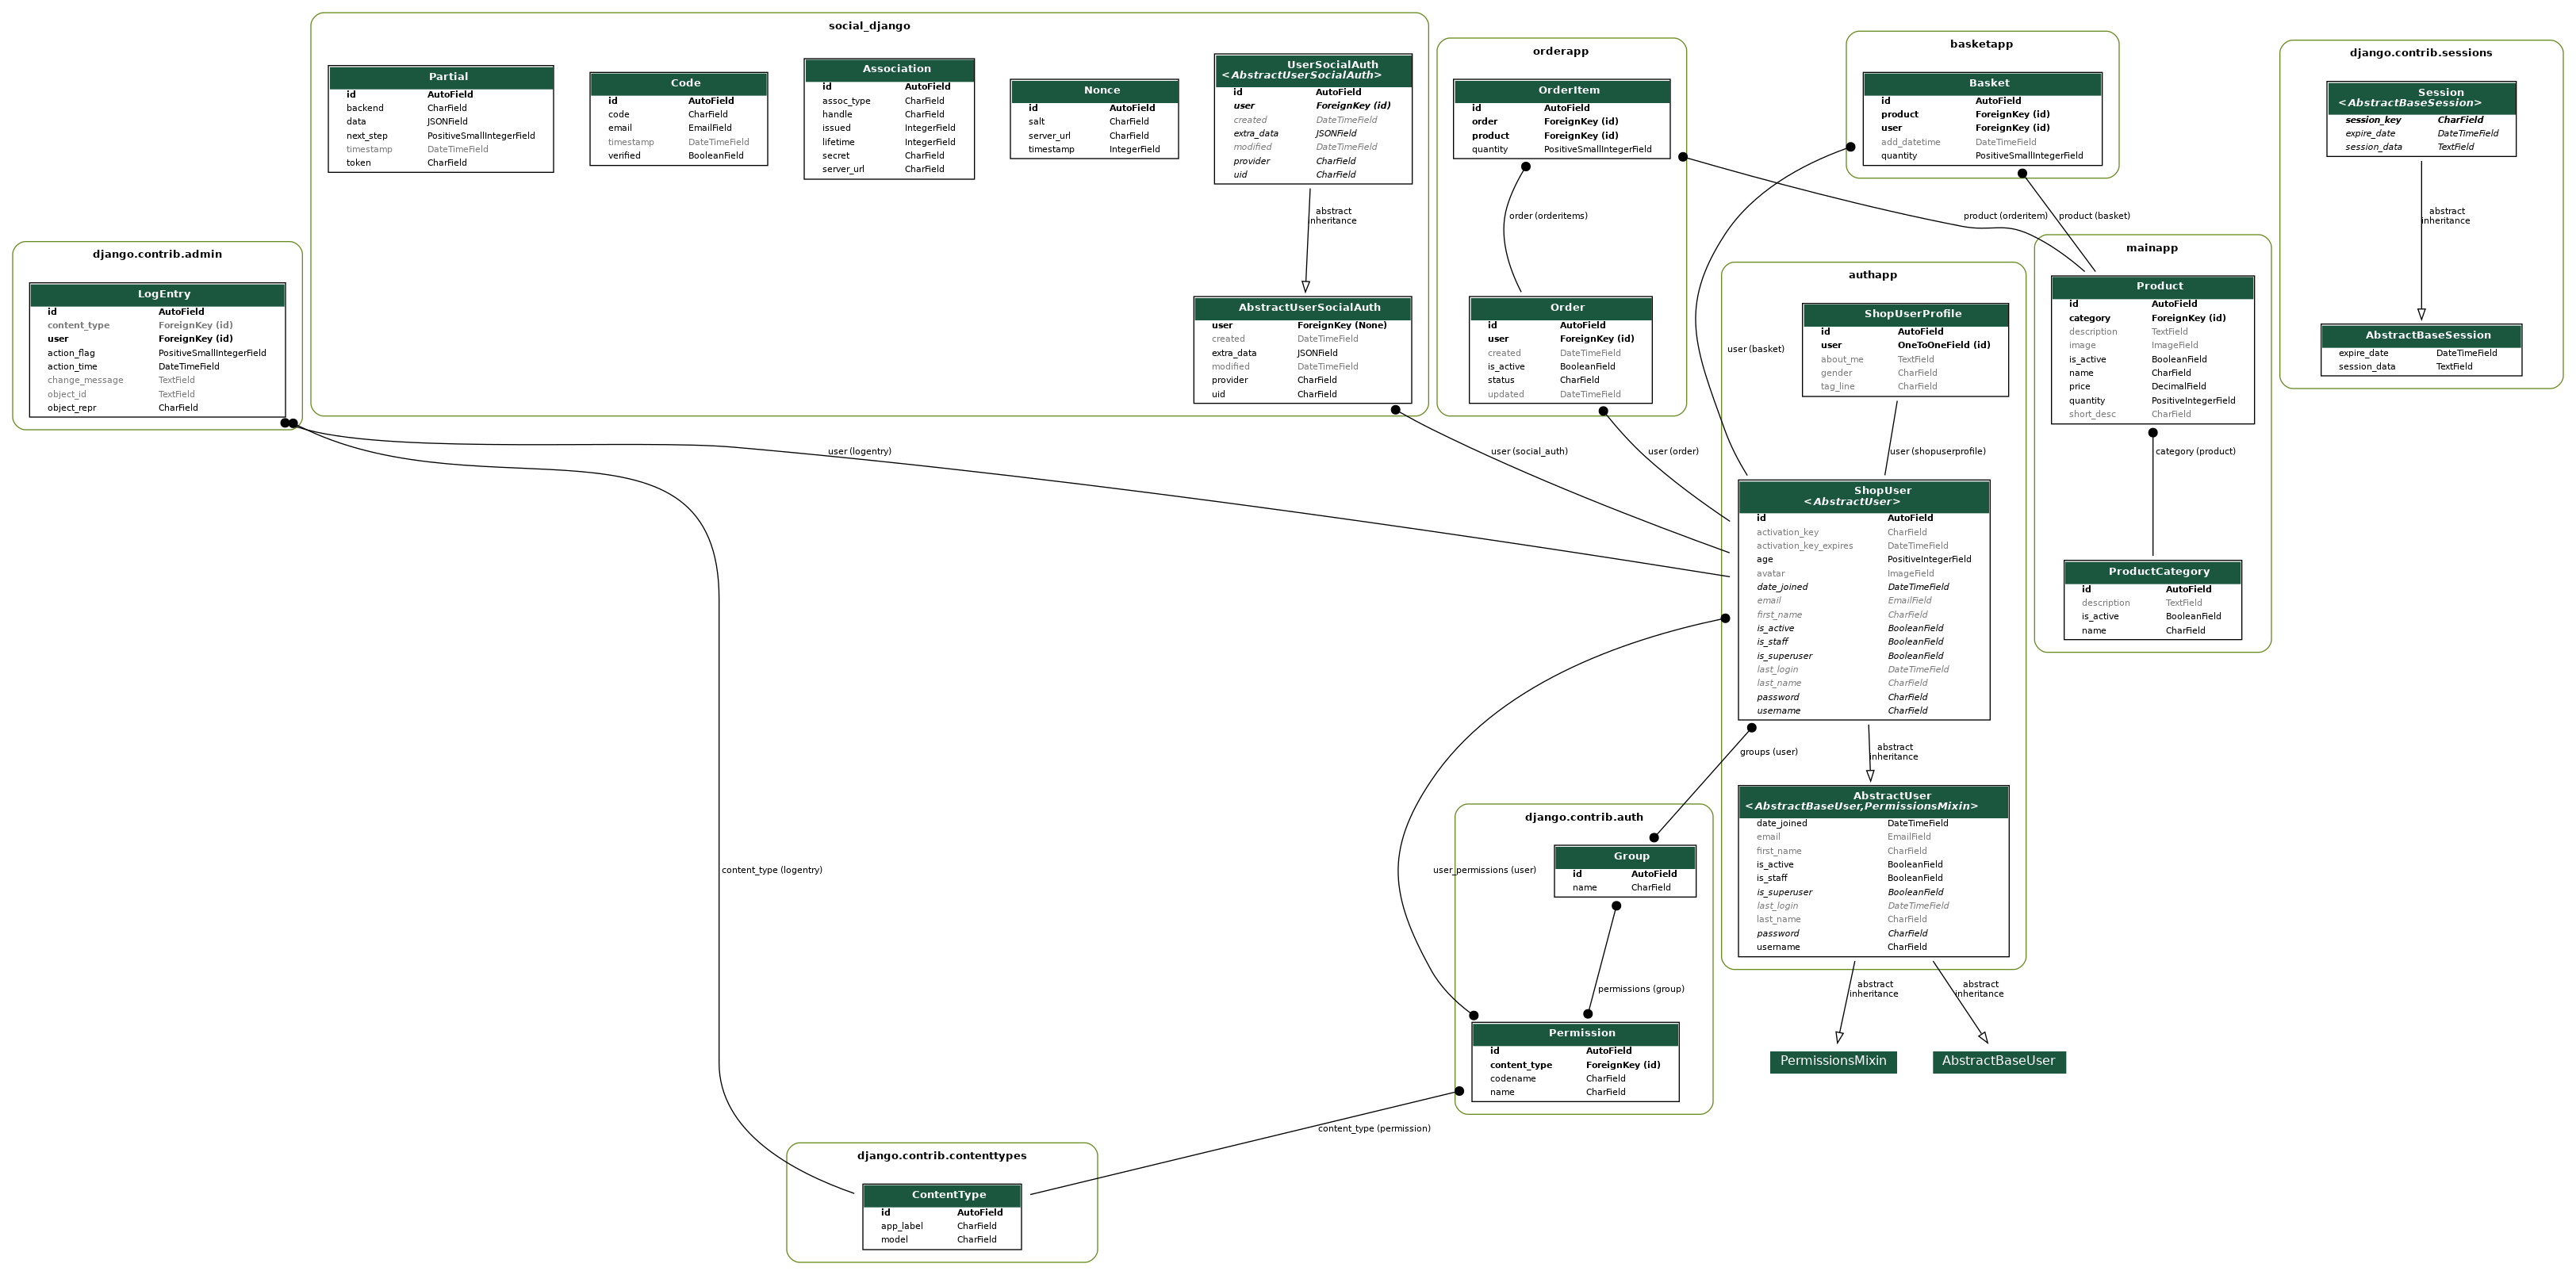 social_django
Partial
id AutoField
backend CharField
data JSONField
next_step PositiveSmallIntegerField
timestamp DateTimeField
token CharField
Code
id AutoField
code CharField
email EmailField
timestamp DateTimeField
verified BooleanField
Association
id AutoField
assoc_type CharField
handle CharField
issued IntegerField
lifetime IntegerField
secret CharField
server_url CharField
Nonce
id AutoField
salt CharField
server_url CharField
timestamp IntegerField
UserSocialAuth
<AbstractUserSocialAuth>
id AutoField
user ForeignKey (id)
created DateTimeField
extra_data JSONField
modified DateTimeField
provider CharField
uid CharField
abstract
inheritance
AbstractUserSocialAuth
user ForeignKey (None)
created DateTimeField
extra_data JSONField
modified DateTimeField
provider CharField
uid CharField
orderapp
OrderItem
id AutoField
order ForeignKey (id)
product ForeignKey (id)
quantity PositiveSmallIntegerField
order (orderitems)
Order
id AutoField
user ForeignKey (id)
created DateTimeField
is_active BooleanField
status CharField
updated DateTimeField
basketapp
Basket
id AutoField
product ForeignKey (id)
user ForeignKey (id)
add_datetime DateTimeField
quantity PositiveSmallIntegerField
product (orderitem)
product (basket)
django.contrib.sessions
Session
<AbstractBaseSession>
session_key CharField
expire_date DateTimeField
session_data TextField
abstract
inheritance
AbstractBaseSession
expire_date DateTimeField
session_data TextField
django.contrib.admin
LogEntry
id AutoField
content_type ForeignKey (id)
user ForeignKey (id)
action_flag PositiveSmallIntegerField
action_time DateTimeField
change_message TextField
object_id TextField
object_repr CharField
mainapp
Product
id AutoField
category ForeignKey (id)
description TextField
image ImageField
is_active BooleanField
name CharField
price DecimalField
quantity PositiveIntegerField
short_desc CharField
category (product)
ProductCategory
id AutoField
description TextField
is_active BooleanField
name CharField
authapp
ShopUserProfile
id AutoField
user OneToOneField (id)
about_me TextField
gender CharField
tag_line CharField
user (basket)
user (logentry)
user (social_auth)
user (order)
user (shopuserprofile)
ShopUser
<AbstractUser>
id AutoField
activation_key CharField
activation_key_expires DateTimeField
age PositiveIntegerField
avatar ImageField
date_joined DateTimeField
email EmailField
first_name CharField
is_active BooleanField
is_staff BooleanField
is_superuser BooleanField
last_login DateTimeField
last_name CharField
password CharField
username CharField
groups (user)
abstract
inheritance
AbstractUser
<AbstractBaseUser,PermissionsMixin>
date_joined DateTimeField
email EmailField
first_name CharField
is_active BooleanField
is_staff BooleanField
is_superuser BooleanField
last_login DateTimeField
last_name CharField
password CharField
username CharField
abstract
inheritance
abstract
inheritance
PermissionsMixin
AbstractBaseUser
django.contrib.auth
Group
id AutoField
name CharField
content_type (logentry)
user_permissions (user)
permissions (group)
Permission
id AutoField
content_type ForeignKey (id)
codename CharField
name CharField
content_type (permission)
django.contrib.contenttypes
ContentType
id AutoField
app_label CharField
model CharField